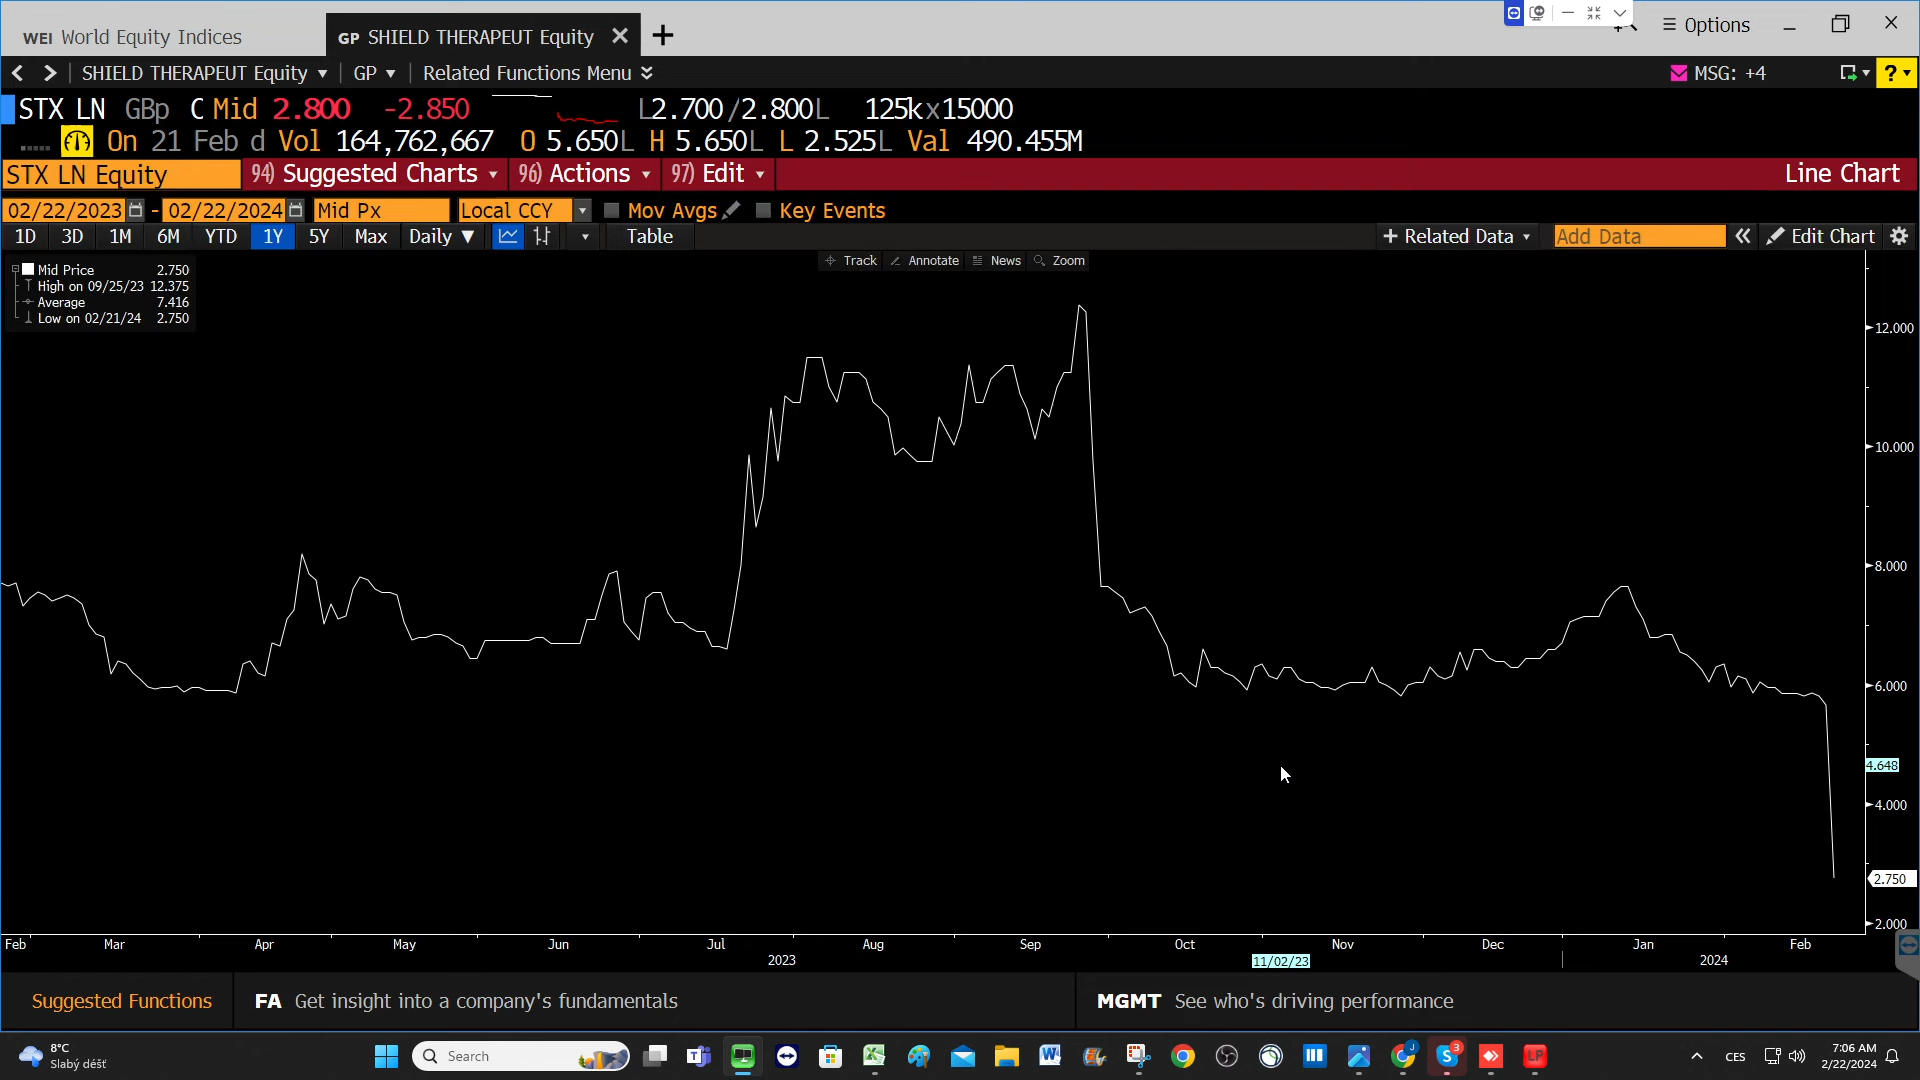 WEI World Equity Indices
GP SHIELD THERAPEUT Equity
Options
SHIELD THERAPEUT Equity GP Related Functions Menu MSG: +4 ?
STX LN GBp C Mid 2.800 -2.850 L2.700/2.800L 125kx15000
On 21 Feb d Vol 164,762,667 O 5.650L H 5.650L L 2.525L Val 490.455M
STX LN Equity 94) Suggested Charts 96) Actions 97) Edit Line Chart
02/22/2023 - 02/22/2024 Mid Px Local CCY Mov Avgs Key Events
1D 3D 1M 6M YTD 1Y 5Y Max Daily Table + Related Data Add Data Edit Chart
Track Annotate News Zoom
Mid Price 2.750
High on 09/25/23 12.375
Average 7.416
Low on 02/21/24 2.750
12.000
10.000
8.000
6.000
4.648
4.000
2.750
2.000
Feb Mar Apr May Jun Jul Aug Sep Oct Nov Dec Jan Feb
2023 11/02/23 2024
Suggested Functions FA Get insight into a company's fundamentals MGMT See who's driving performance
8°C
Slabý déšť
Search
J
3
LP
CES
7:06 AM
2/22/2024